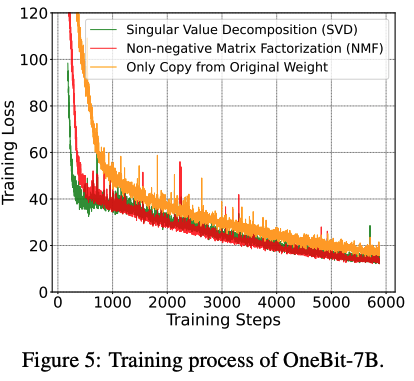 120
100
80
60
40
20
0
Training Loss
Singular Value Decomposition (SVD)
Non-negative Matrix Factorization (NMF)
Only Copy from Original Weight
0 1000 2000 3000 4000 5000 6000
Training Steps
Figure 5: Training process of OneBit-7B.